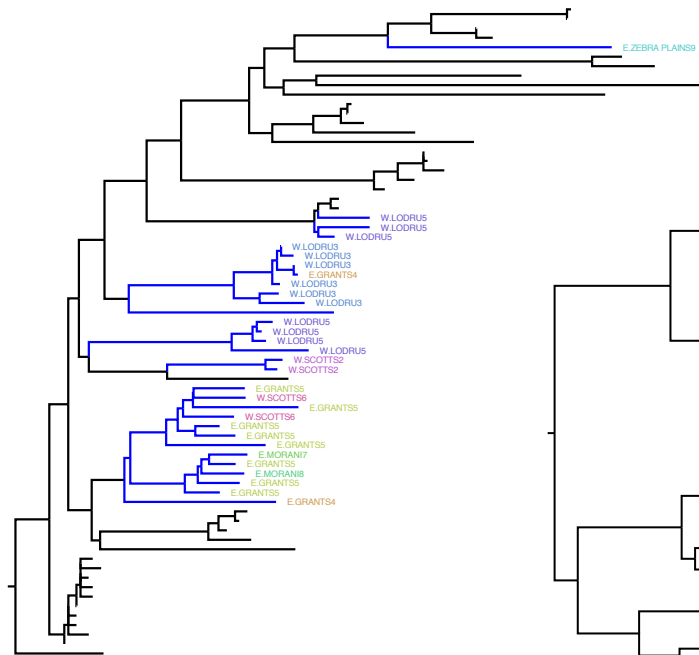 E.ZEBRA PLAINS9
W.LODRU5
W.LODRU5
W.LODRU5
W.LODRU3
W.LODRU3
W.LODRU3
E.GRANTS4
W.LODRU3
W.LODRU3
W.LODRU3
W.LODRU5
W.LODRU5
W.LODRU5
W.LODRU5
W.SCOTTS2
W.SCOTTS2
E.GRANTS5
W.SCOTTS6
E.GRANTS5
W.SCOTTS6
E.GRANTS5
E.GRANTS5
E.GRANTS5
E.MORANI7
E.GRANTS5
E.MORANI8
E.GRANTS5
E.GRANTS5
E.GRANTS4